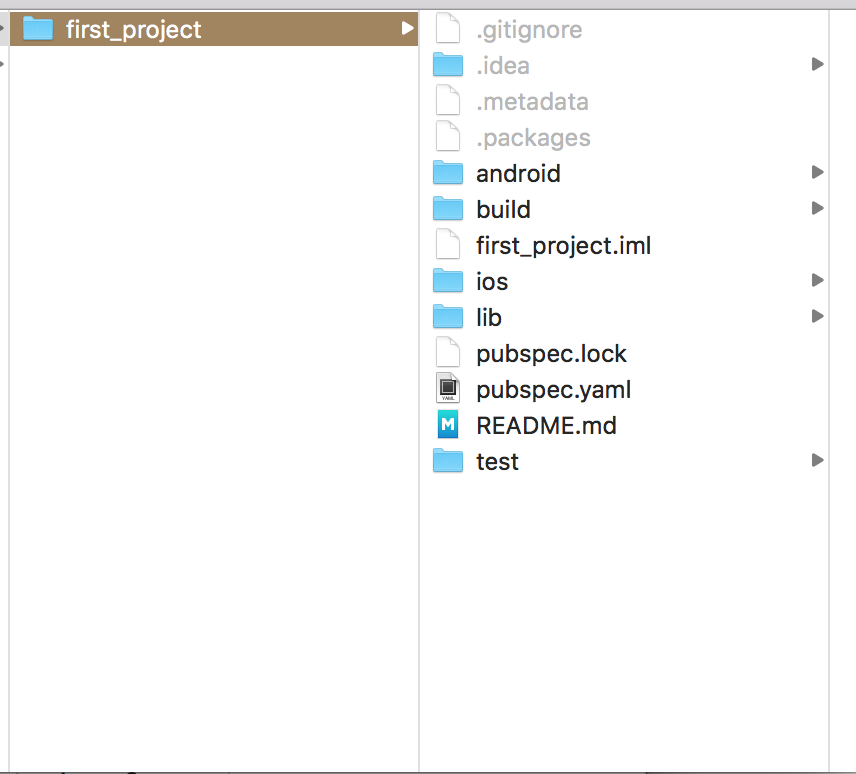 first_project
.gitignore
.idea
.metadata
.packages
android
build
first_project.iml
ios
lib
pubspec.lock
YAML
pubspec.yaml
M
README.md
test